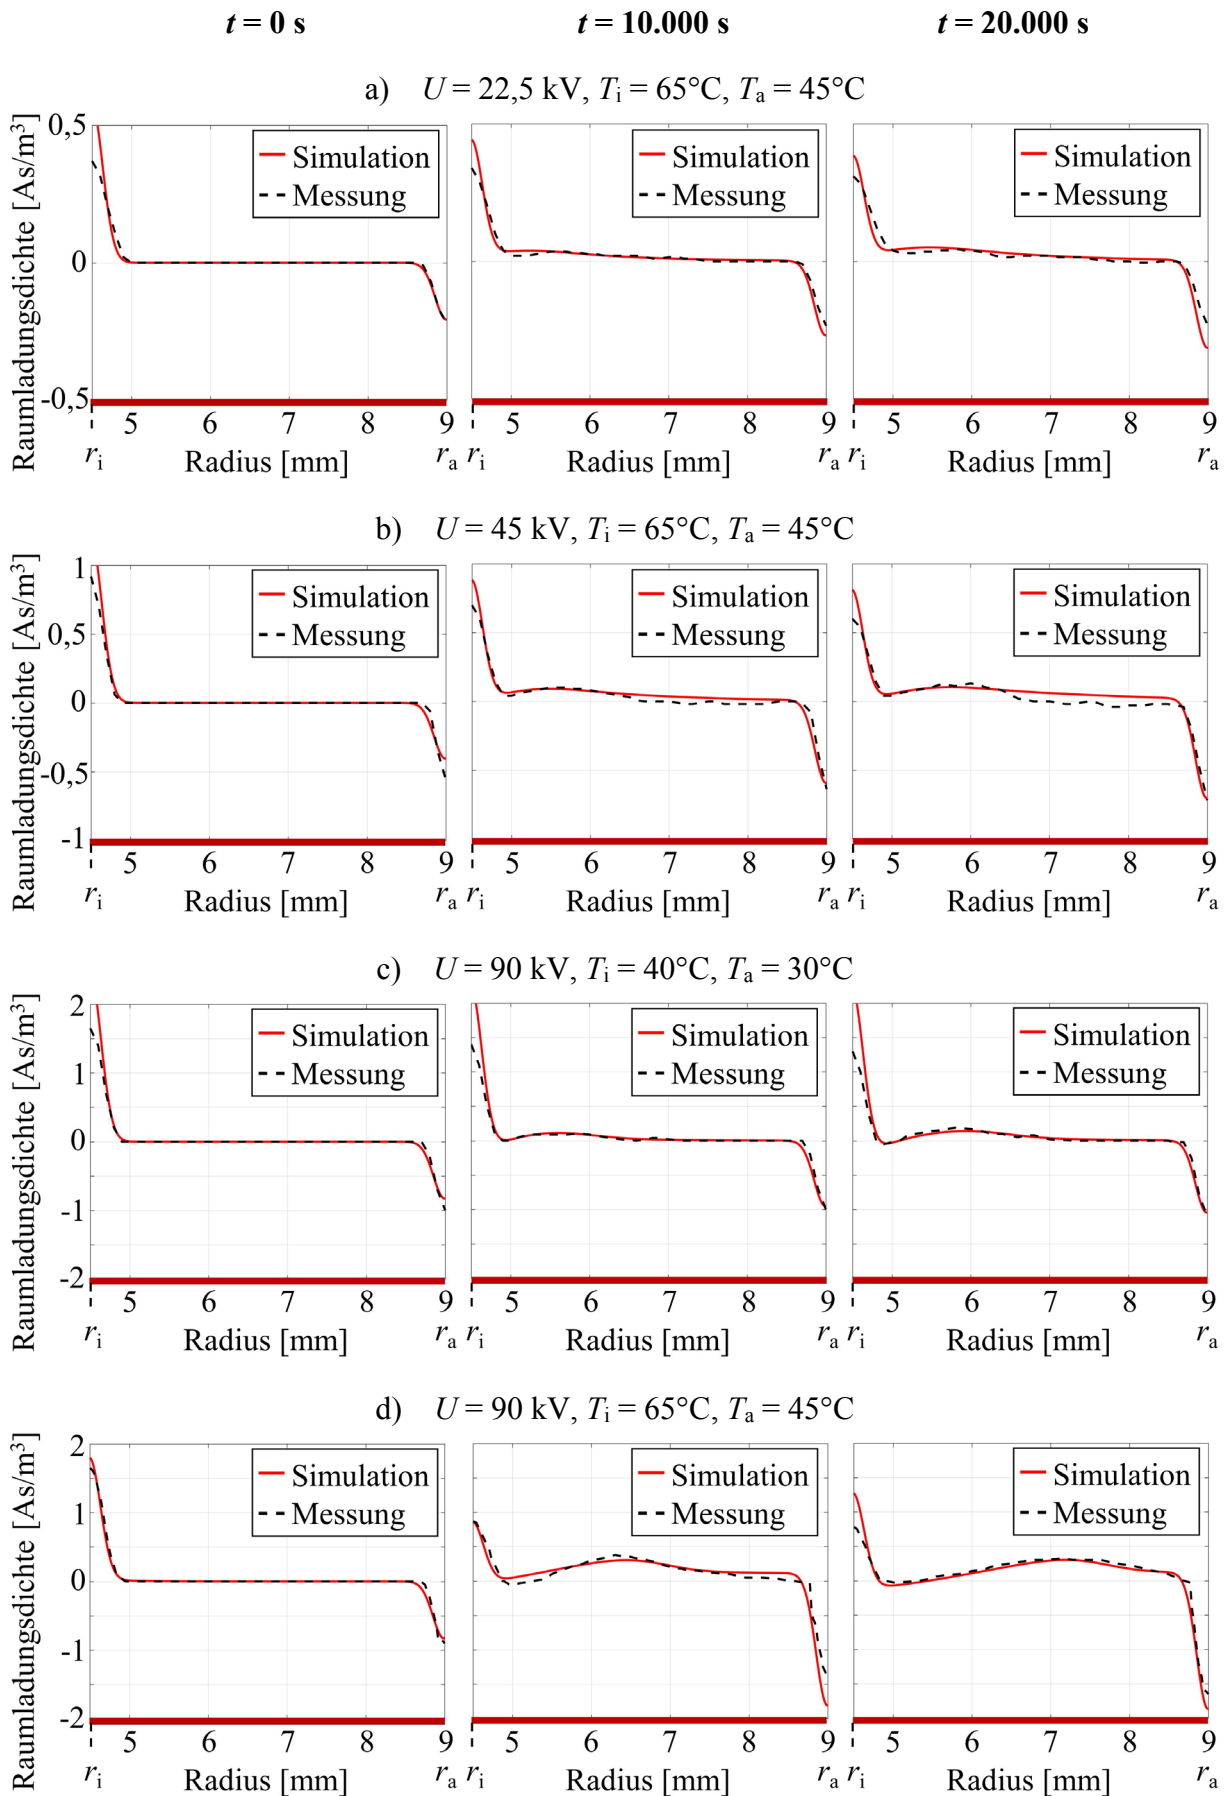 t = 0 s t = 10.000 s t = 20.000 s
a) U = 22,5 kV, Ti = 65°C, Ta = 45°C
Raumladungsdichte [As/m³]
0,5
0
-0,5
Simulation
Messung
Simulation
Messung
Simulation
Messung
5 6 7 8 9 5 6 7 8 9 5 6 7 8 9
ri Radius [mm] ra ri Radius [mm] ra ri Radius [mm] ra
b) U = 45 kV, Ti = 65°C, Ta = 45°C
Raumladungsdichte [As/m³]
1
0,5
0
-0,5
-1
Simulation
Messung
Simulation
Messung
Simulation
Messung
5 6 7 8 9 5 6 7 8 9 5 6 7 8 9
ri Radius [mm] ra ri Radius [mm] ra ri Radius [mm] ra
c) U = 90 kV, Ti = 40°C, Ta = 30°C
Raumladungsdichte [As/m³]
2
1
0
-1
-2
Simulation
Messung
Simulation
Messung
Simulation
Messung
5 6 7 8 9 5 6 7 8 9 5 6 7 8 9
ri Radius [mm] ra ri Radius [mm] ra ri Radius [mm] ra
d) U = 90 kV, Ti = 65°C, Ta = 45°C
Raumladungsdichte [As/m³]
2
1
0
-1
-2
Simulation
Messung
Simulation
Messung
Simulation
Messung
5 6 7 8 9 5 6 7 8 9 5 6 7 8 9
ri Radius [mm] ra ri Radius [mm] ra ri Radius [mm] ra